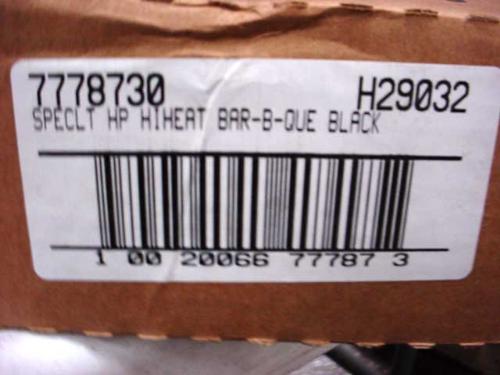 7778730 H29032
SPECLT HP HIHEAT BAR-B-QUE BLACK
1 00 20066 77787 3